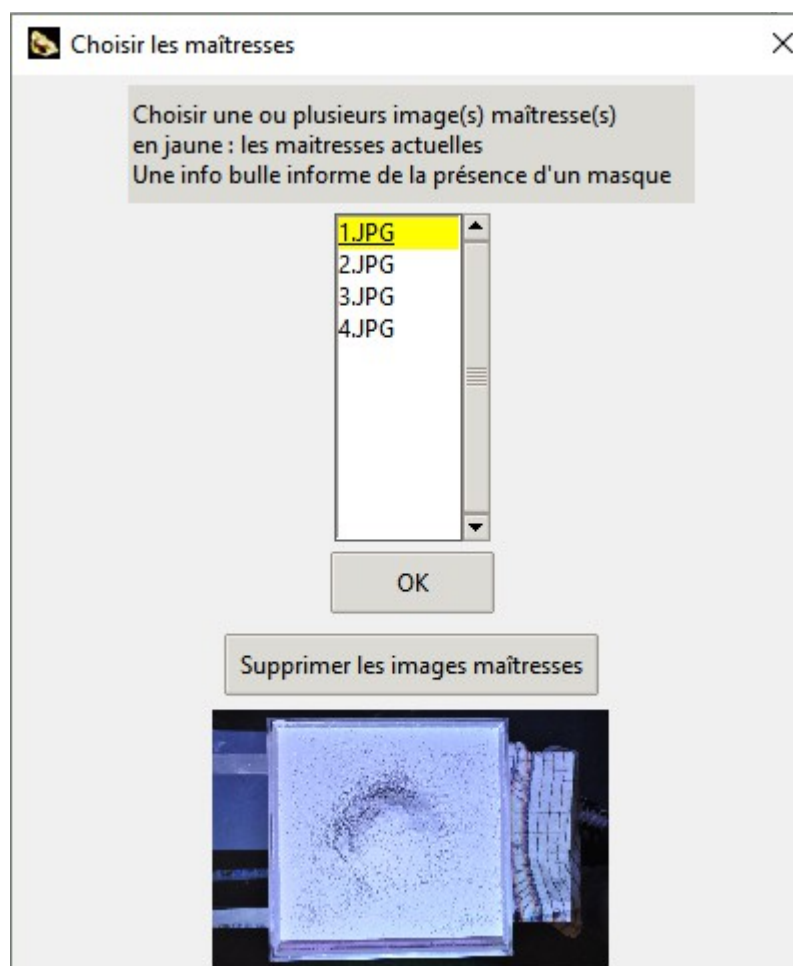 Choisir les maîtresses
Choisir une ou plusieurs image(s) maîtresse(s)
en jaune : les maitresses actuelles
Une info bulle informe de la présence d'un masque
1.JPG
2.JPG
3.JPG
4.JPG
OK
Supprimer les images maîtresses